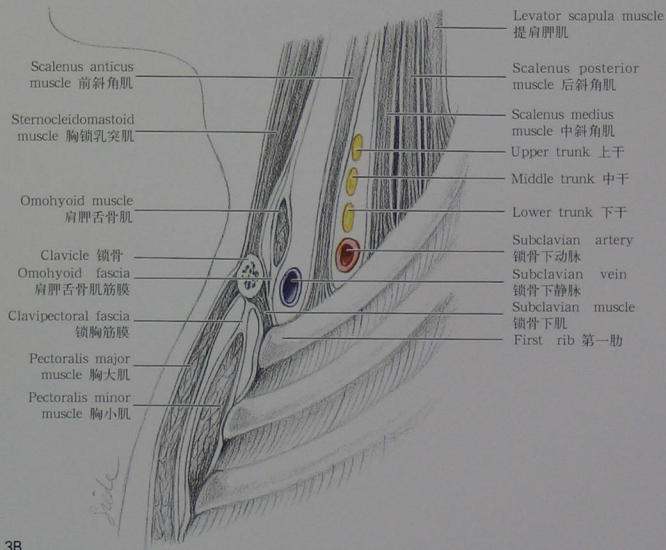 Scalenus anticus
muscle 前斜角肌
Sternocleidomastoid
muscle 胸锁乳突肌
Omohyoid muscle
肩胛舌骨肌
Clavicle 锁骨
Omohyoid fascia
肩胛舌骨肌筋膜
Clavipectoral fascia
锁胸筋膜
Pectoralis major
muscle 胸大肌
Pectoralis minor
muscle 胸小肌
Levator scapula muscle
提肩胛肌
Scalenus posterior
muscle 后斜角肌
Scalenus medius
muscle 中斜角肌
Upper trunk 上干
Middle trunk 中干
Lower trunk 下干
Subclavian artery
锁骨下动脉
Subclavian vein
锁骨下静脉
Subclavian muscle
锁骨下肌
First rib 第一肋
3B